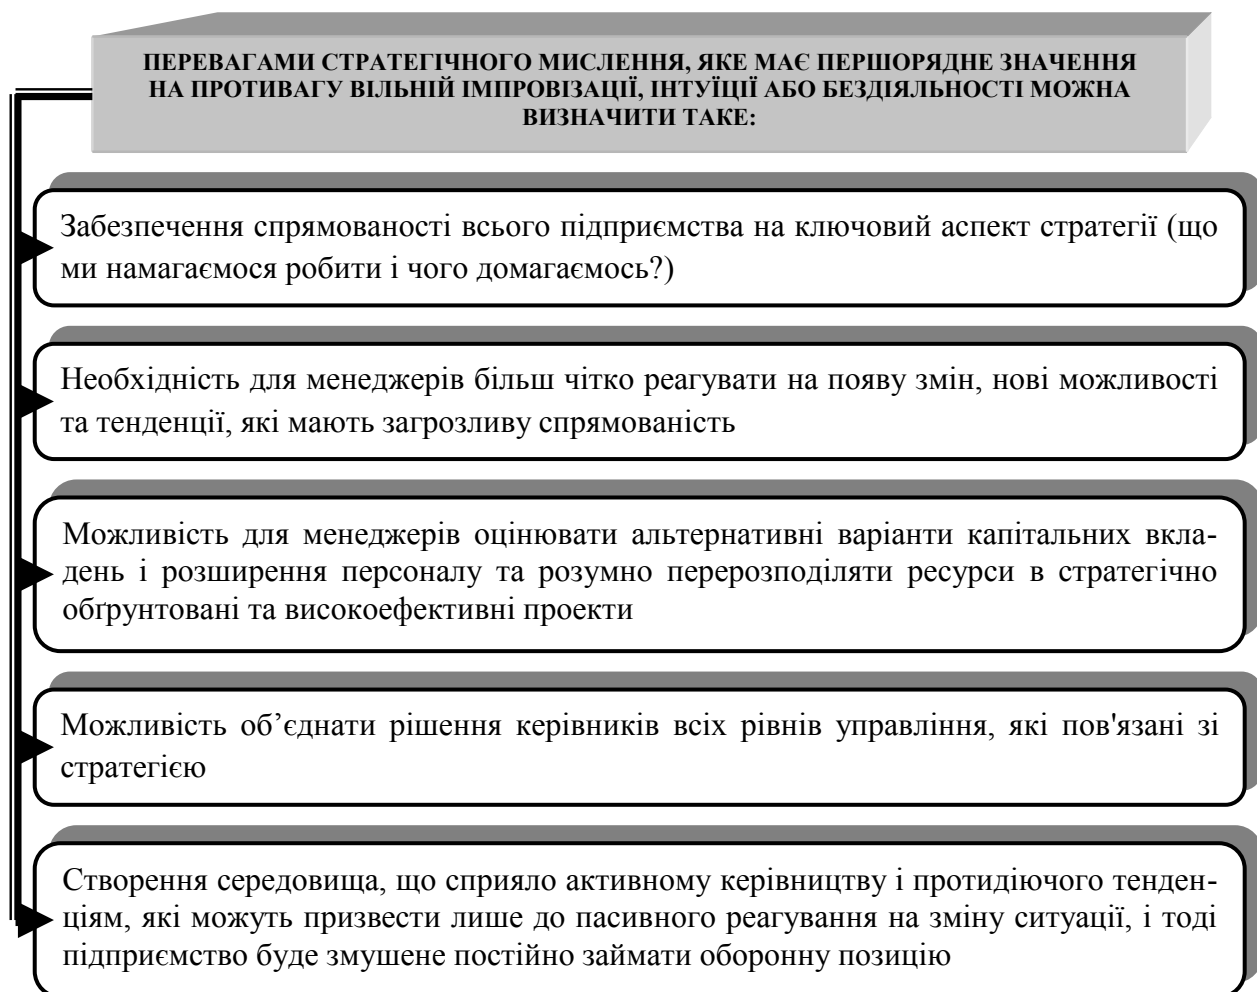 ПЕРЕВАГАМИ СТРАТЕГІЧНОГО МИСЛЕННЯ, ЯКЕ МАЄ ПЕРШОРЯДНЕ ЗНАЧЕННЯ
НА ПРОТИВАГУ ВІЛЬНІЙ ІМПРОВІЗАЦІЇ, ІНТУЇЦІЇ АБО БЕЗДІЯЛЬНОСТІ МОЖНА
ВИЗНАЧИТИ ТАКЕ:
Забезпечення спрямованості всього підприємства на ключовий аспект стратегії (що
ми намагаємося робити і чого домагаємось?)
Необхідність для менеджерів більш чітко реагувати на появу змін, нові можливості
та тенденції, які мають загрозливу спрямованість
Можливість для менеджерів оцінювати альтернативні варіанти капітальних вкла-
день і розширення персоналу та розумно перерозподіляти ресурси в стратегічно
обґрунтовані та високоефективні проекти
Можливість об’єднати рішення керівників всіх рівнів управління, які пов'язані зі
стратегією
Створення середовища, що сприяло активному керівництву і протидіючого тенден-
ціям, які можуть призвести лише до пасивного реагування на зміну ситуації, і тоді
підприємство буде змушене постійно займати оборонну позицію